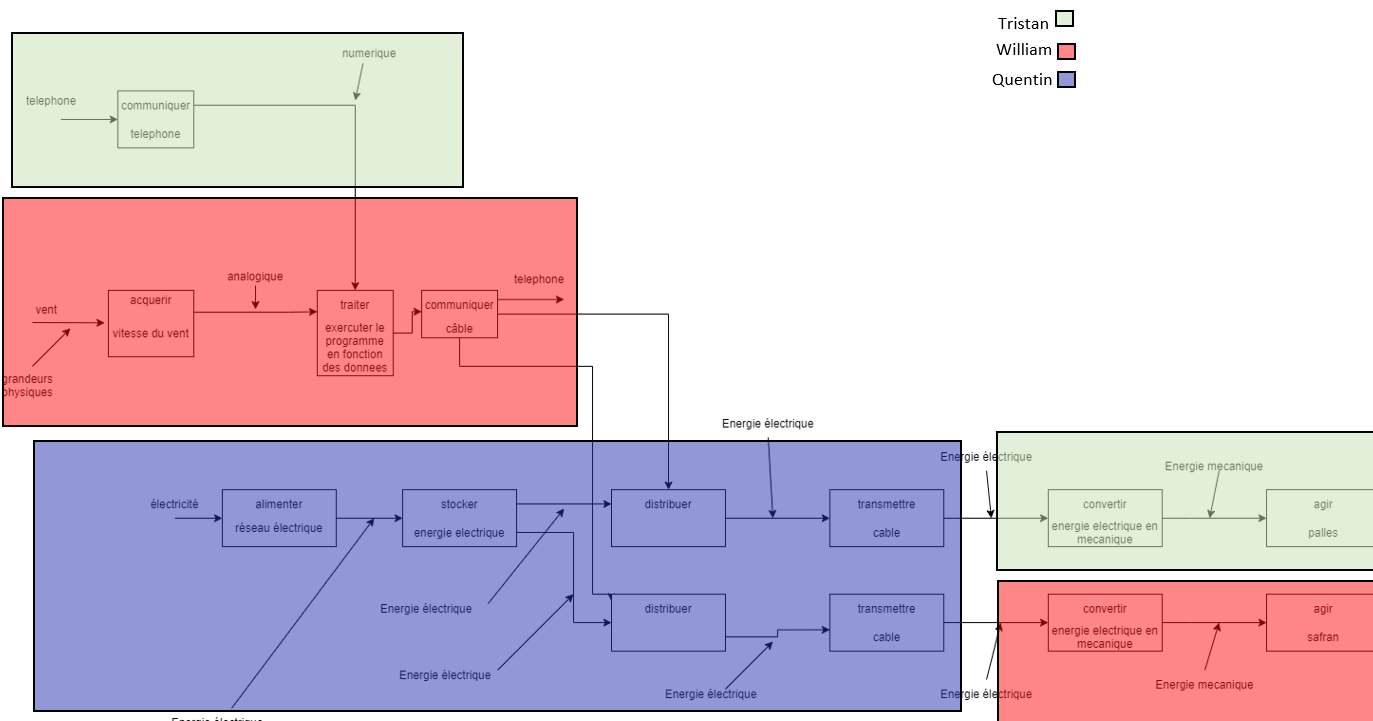 Tristan
William
Quentin
numerique
telephone
communiquer
telephone
analogique
telephone
vent
acquerir
vitesse du vent
traiter
exercuter le
programme
en fonction
des donnees
communiquer
câble
grandeurs
physiques
Energie électrique
Energie électrique
Energie mecanique
électricité
alimenter
réseau électrique
stocker
energie electrique
distribuer
transmettre
cable
convertir
energie electrique en
mecanique
agir
palles
Energie électrique
distribuer
transmettre
cable
convertir
energie electrique en
mecanique
agir
safran
Energie électrique
Energie électrique
Energie électrique
Energie mecanique
Energie électrique